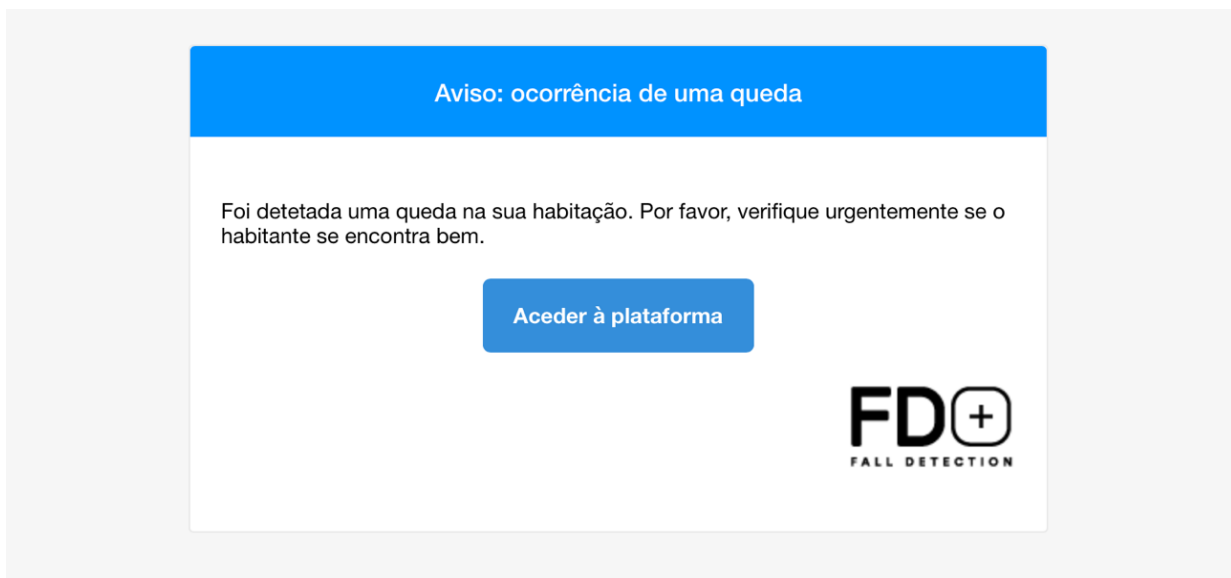 Aviso: ocorrência de uma queda
Foi detetada uma queda na sua habitação. Por favor, verifique urgentemente se o
habitante se encontra bem.
Aceder à plataforma
FD+
FALL DETECTION